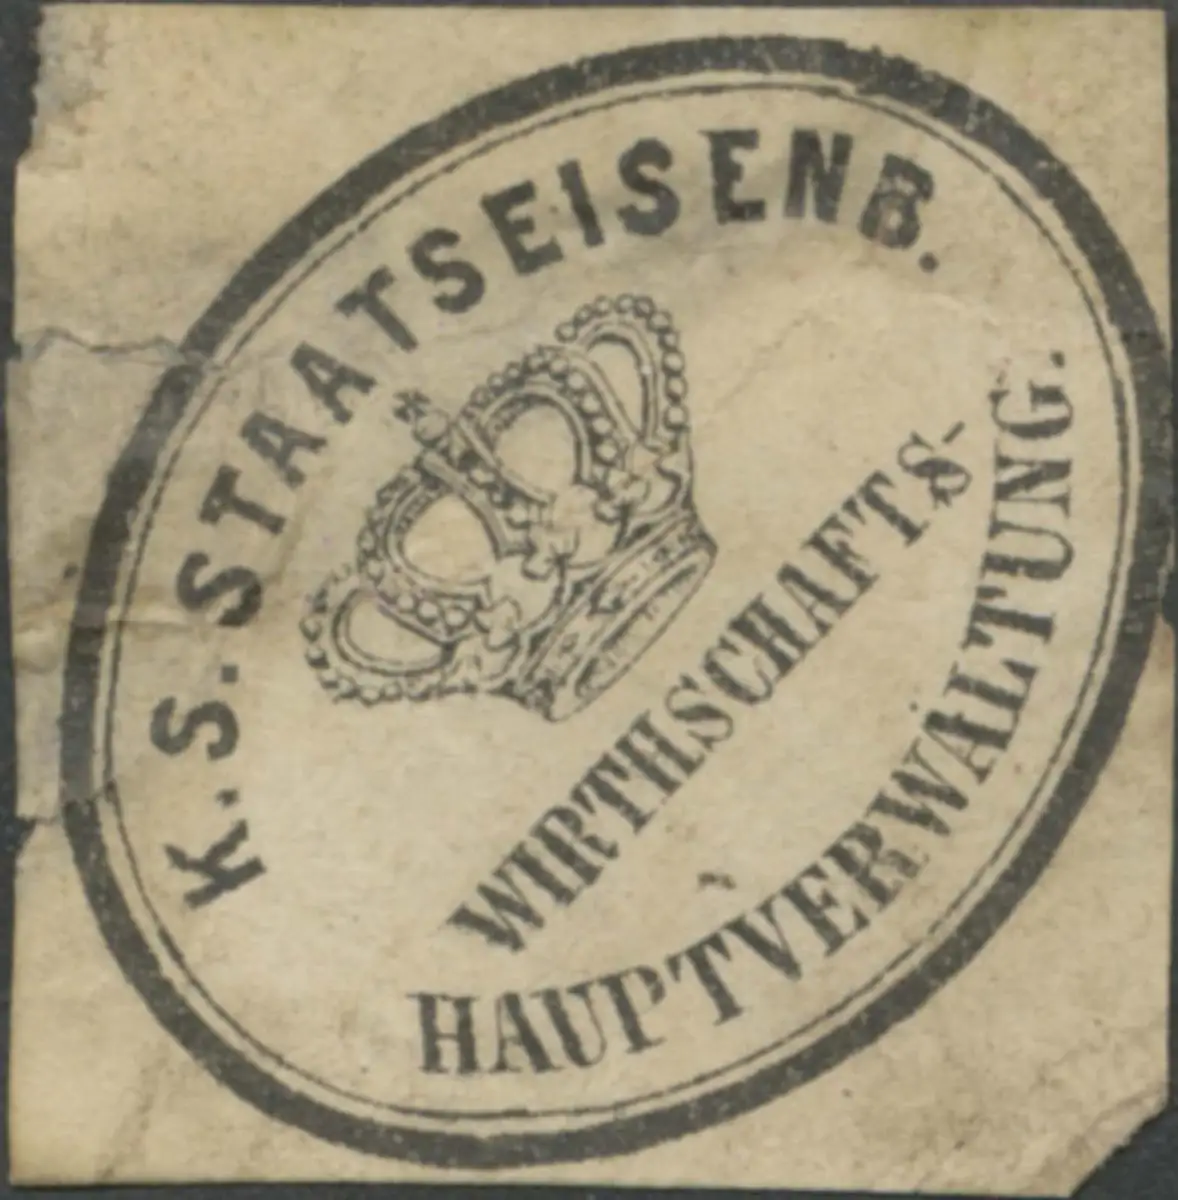 K. S. STAATSEISENB.
WIRTHSCHAFTS-
HAUPTVERWALTUNG.